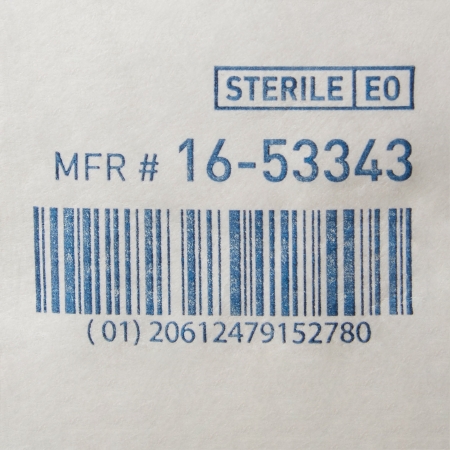 STERILE EO
MFR # 16-53343
( 01) 20612479152780